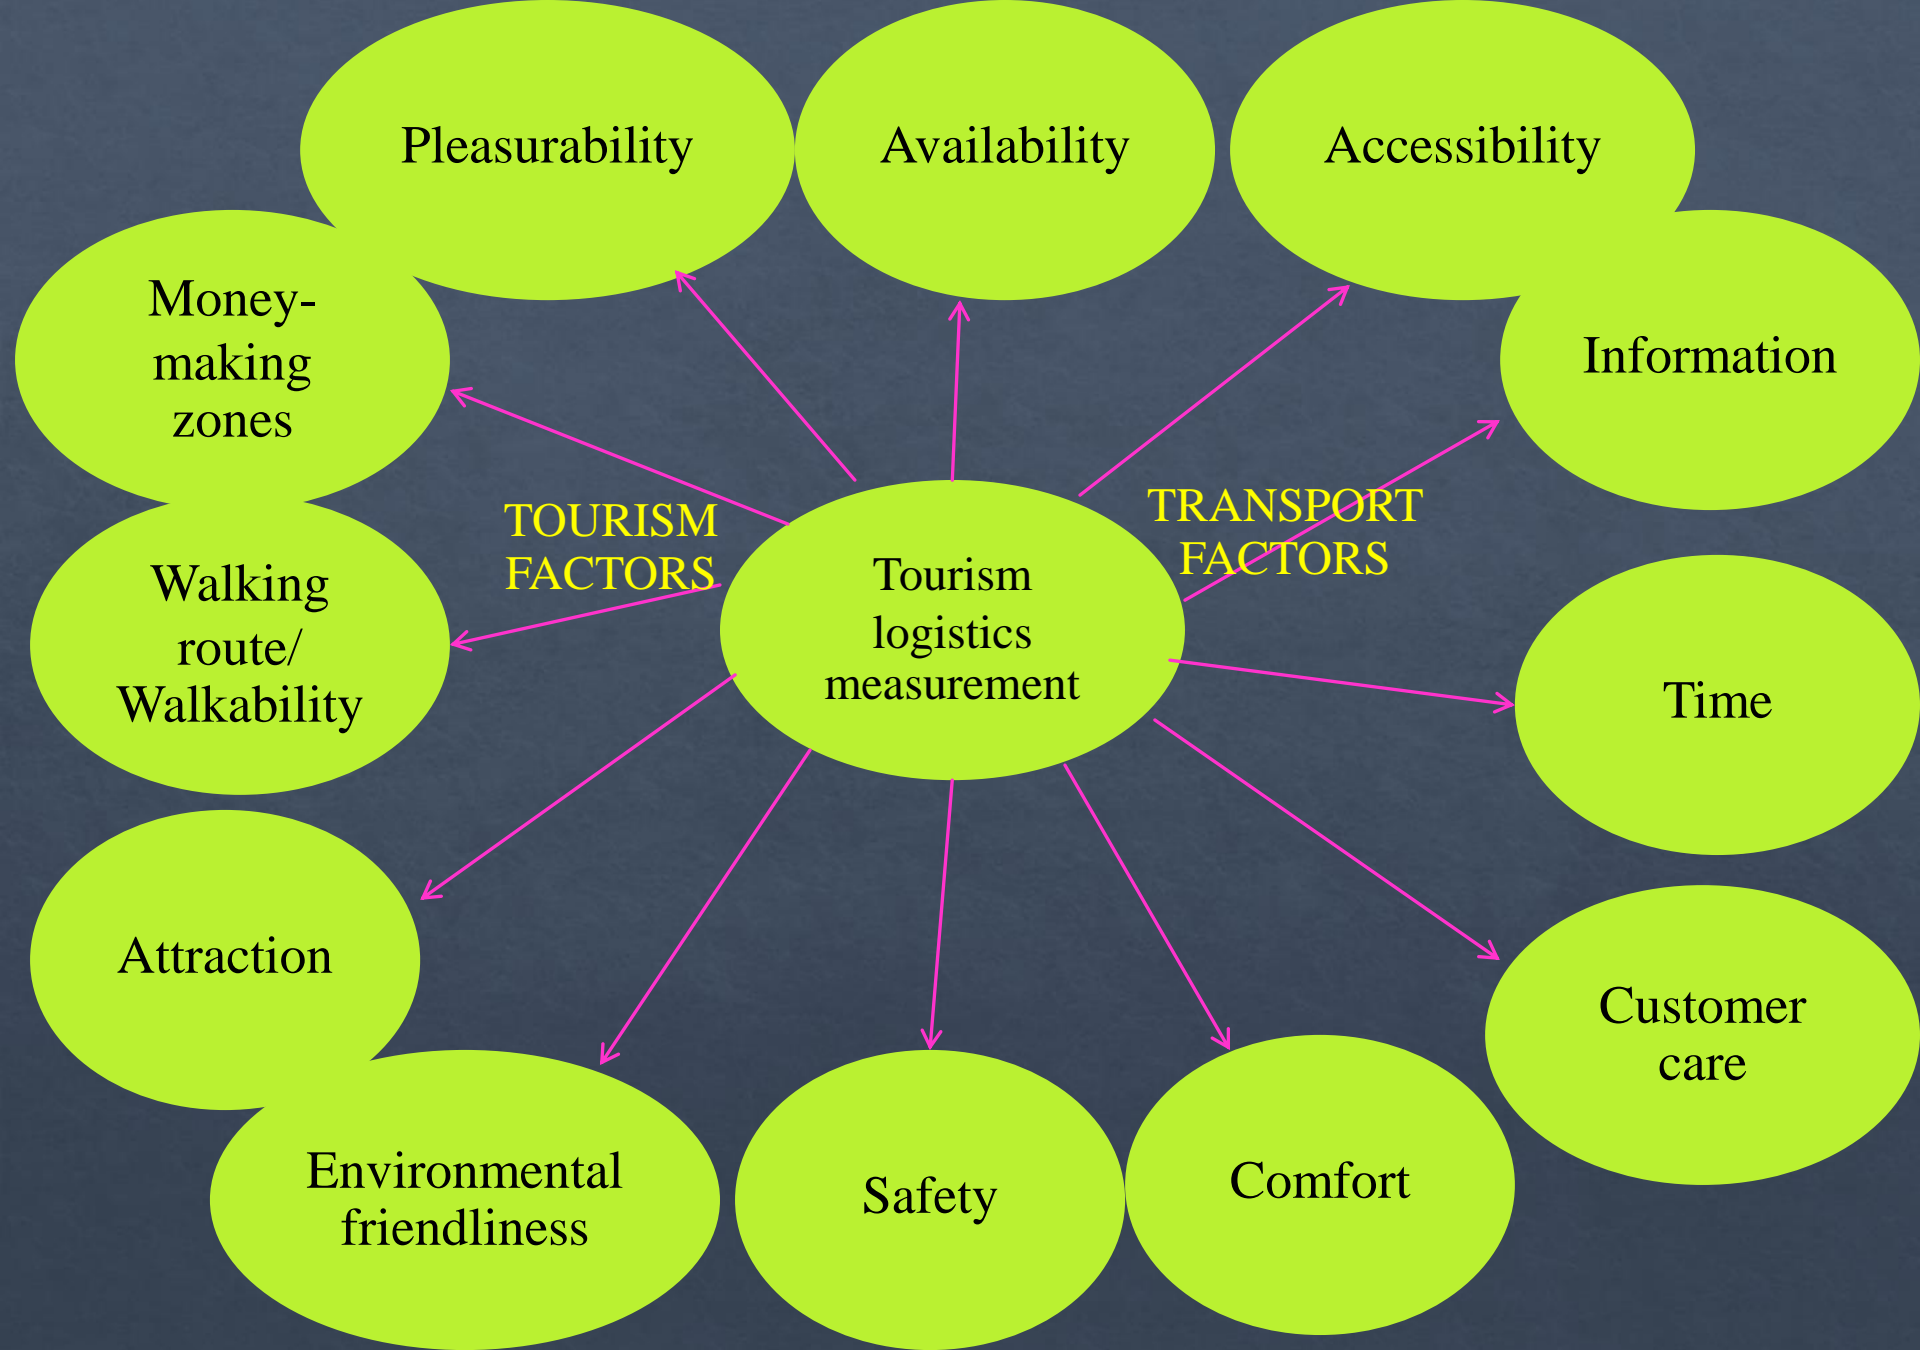 Pleasurability
Availability
Accessibility
Money-
making
zones
Information
TOURISM
FACTORS
TRANSPORT
FACTORS
Walking
route/
Walkability
Tourism
logistics
measurement
Time
Attraction
Customer
care
Environmental
friendliness
Safety
Comfort